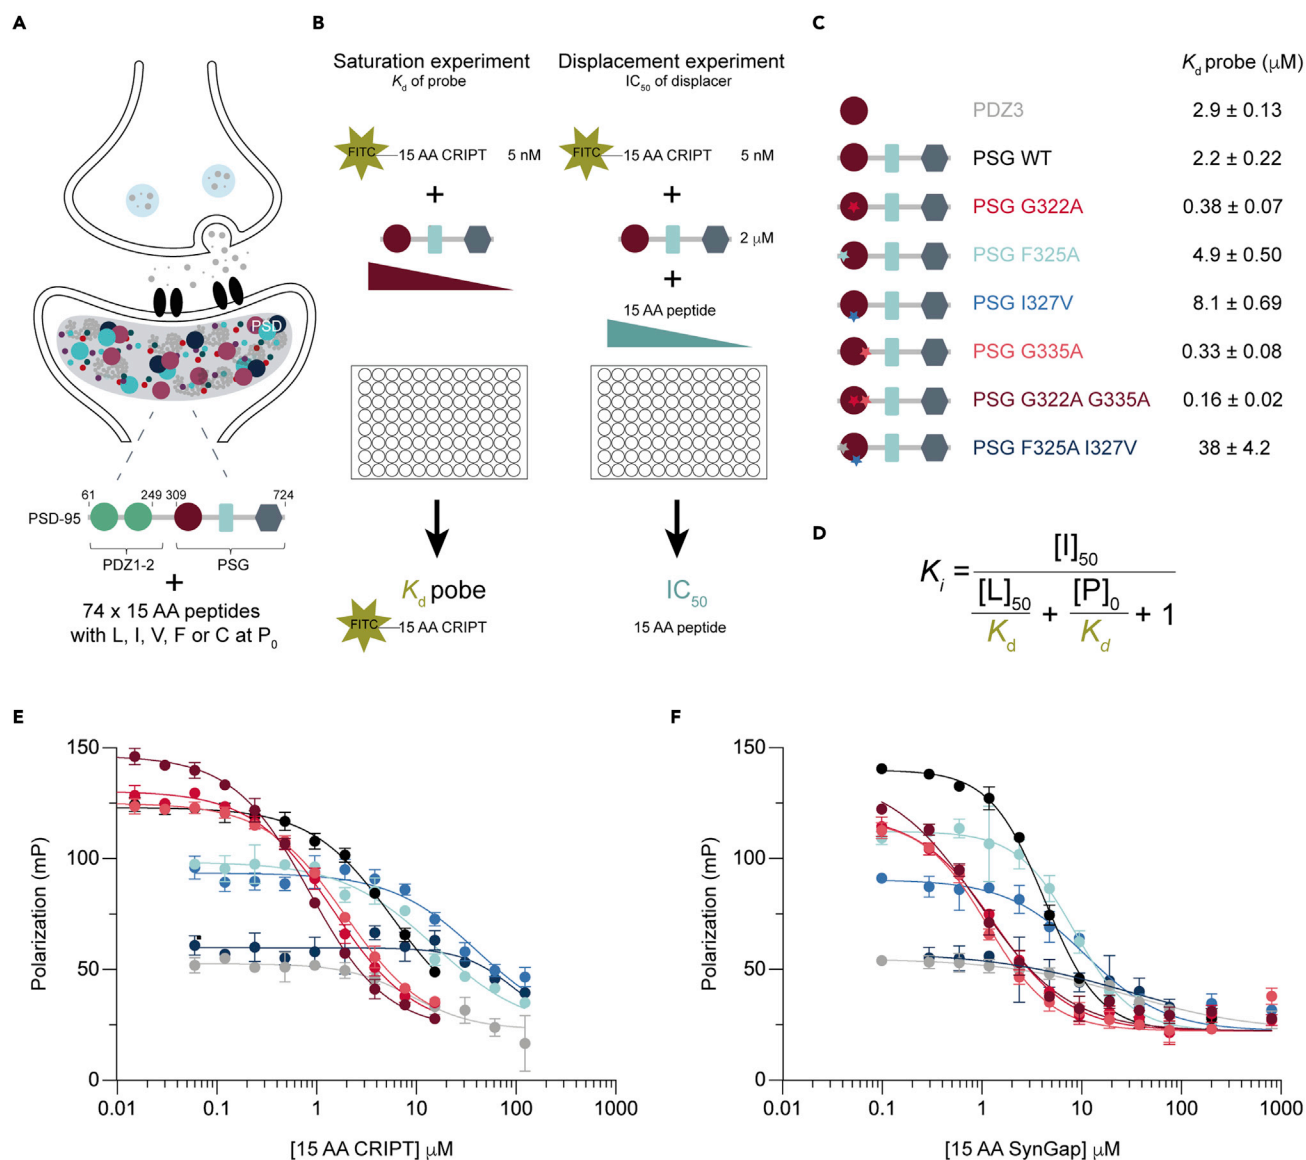 A
PSD
61
249
309
724
PSD-95
PDZ1-2
PSG
+
74 x 15 AA peptides
with L, I, V, F or C at P0
B
Saturation experiment
Kd of probe
FITC
15 AA CRIPT
5 nM
+
Kd pobe
FITC
15 AA CRIPT
Displacement experiment
IC50 of displacer
FITC
15 AA CRIPT
5 nM
+
2 μM
+
15 AA peptide
IC50
15 AA peptide
C
Kd probe (μM)
PDZ3 2.9 ± 0.13
PSG WT 2.2 ± 0.22
PSG G322A 0.38 ± 0.07
PSG F325A 4.9 ± 0.50
PSG I327V 8.1 ± 0.69
PSG G335A 0.33 ± 0.08
PSG G322A G335A 0.16 ± 0.02
PSG F325A I327V 38 ± 4.2
D
Ki =
[I]50
[L]50 [P]0
Kd + Kd + 1
E
Polarization (mP)
150
100
50
0
0.01 0.1 1 10 100 1000
[15 AA CRIPT] μM
F
Polarization (mP)
150
100
50
0
0.01 0.1 1 10 100 1000
[15 AA SynGap] μM